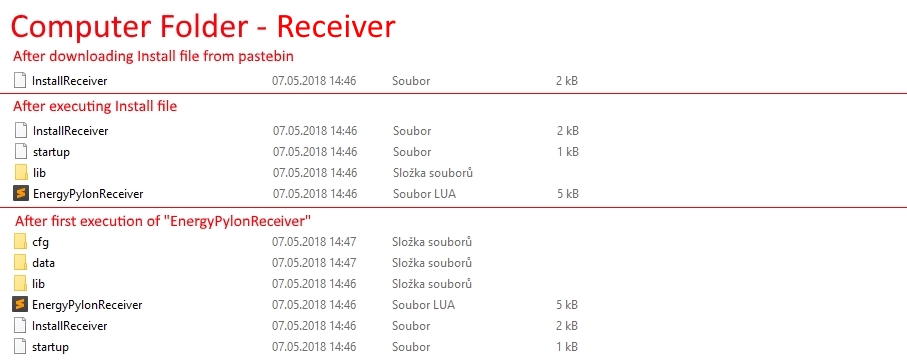 Computer Folder - Receiver
After downloading Install file from pastebin
InstallReceiver 07.05.2018 14:46 Soubor 2 kB
After executing Install file
InstallReceiver 07.05.2018 14:46 Soubor 2 kB
startup 07.05.2018 14:46 Soubor 1 kB
lib 07.05.2018 14:46 Složka souborů
EnergyPylonReceiver 07.05.2018 14:46 Soubor LUA 5 kB
After first execution of "EnergyPylonReceiver"
cfg 07.05.2018 14:47 Složka souborů
data 07.05.2018 14:47 Složka souborů
lib 07.05.2018 14:46 Složka souborů
EnergyPylonReceiver 07.05.2018 14:46 Soubor LUA 5 kB
InstallReceiver 07.05.2018 14:46 Soubor 2 kB
startup 07.05.2018 14:46 Soubor 1 kB